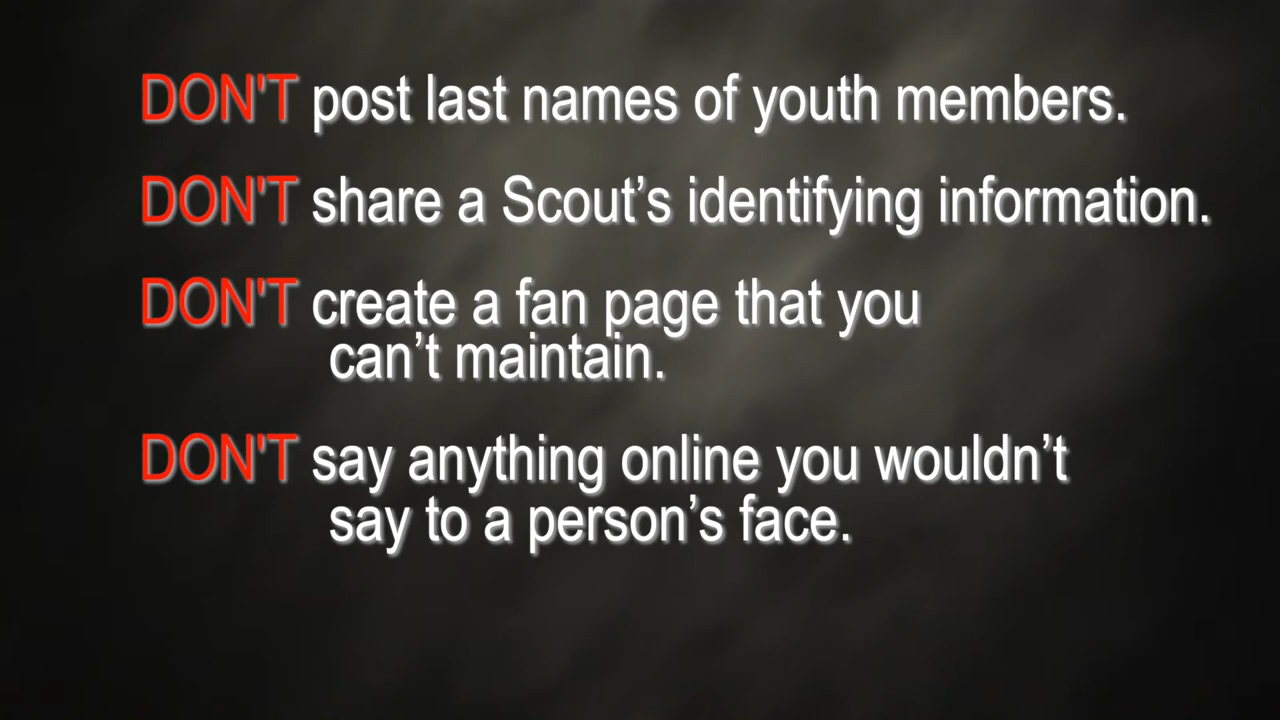 DON'T post last names of youth members.
DON'T share a Scout’s identifying information.
DON'T create a fan page that you
can’t maintain.
DON'T say anything online you wouldn’t
say to a person’s face.